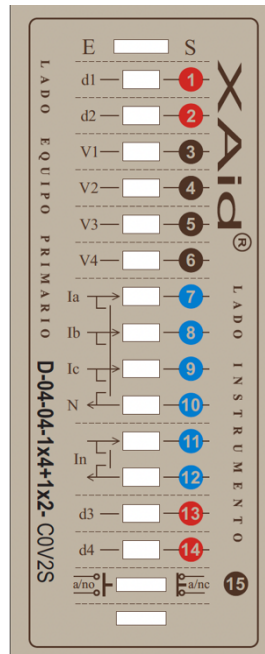 E S
d1 1
d2 2
V1 3
V2 4
V3 5
V4 6
Ia 7
Ib 8
Ic 9
N 10
In 11
12
d3 13
d4 14
a/no a/nc 15
LADO EQUIPO PRIMARIO
D-04-04-1x4+1x2- C0V2S
XAid®
LADO INSTRUMENTO